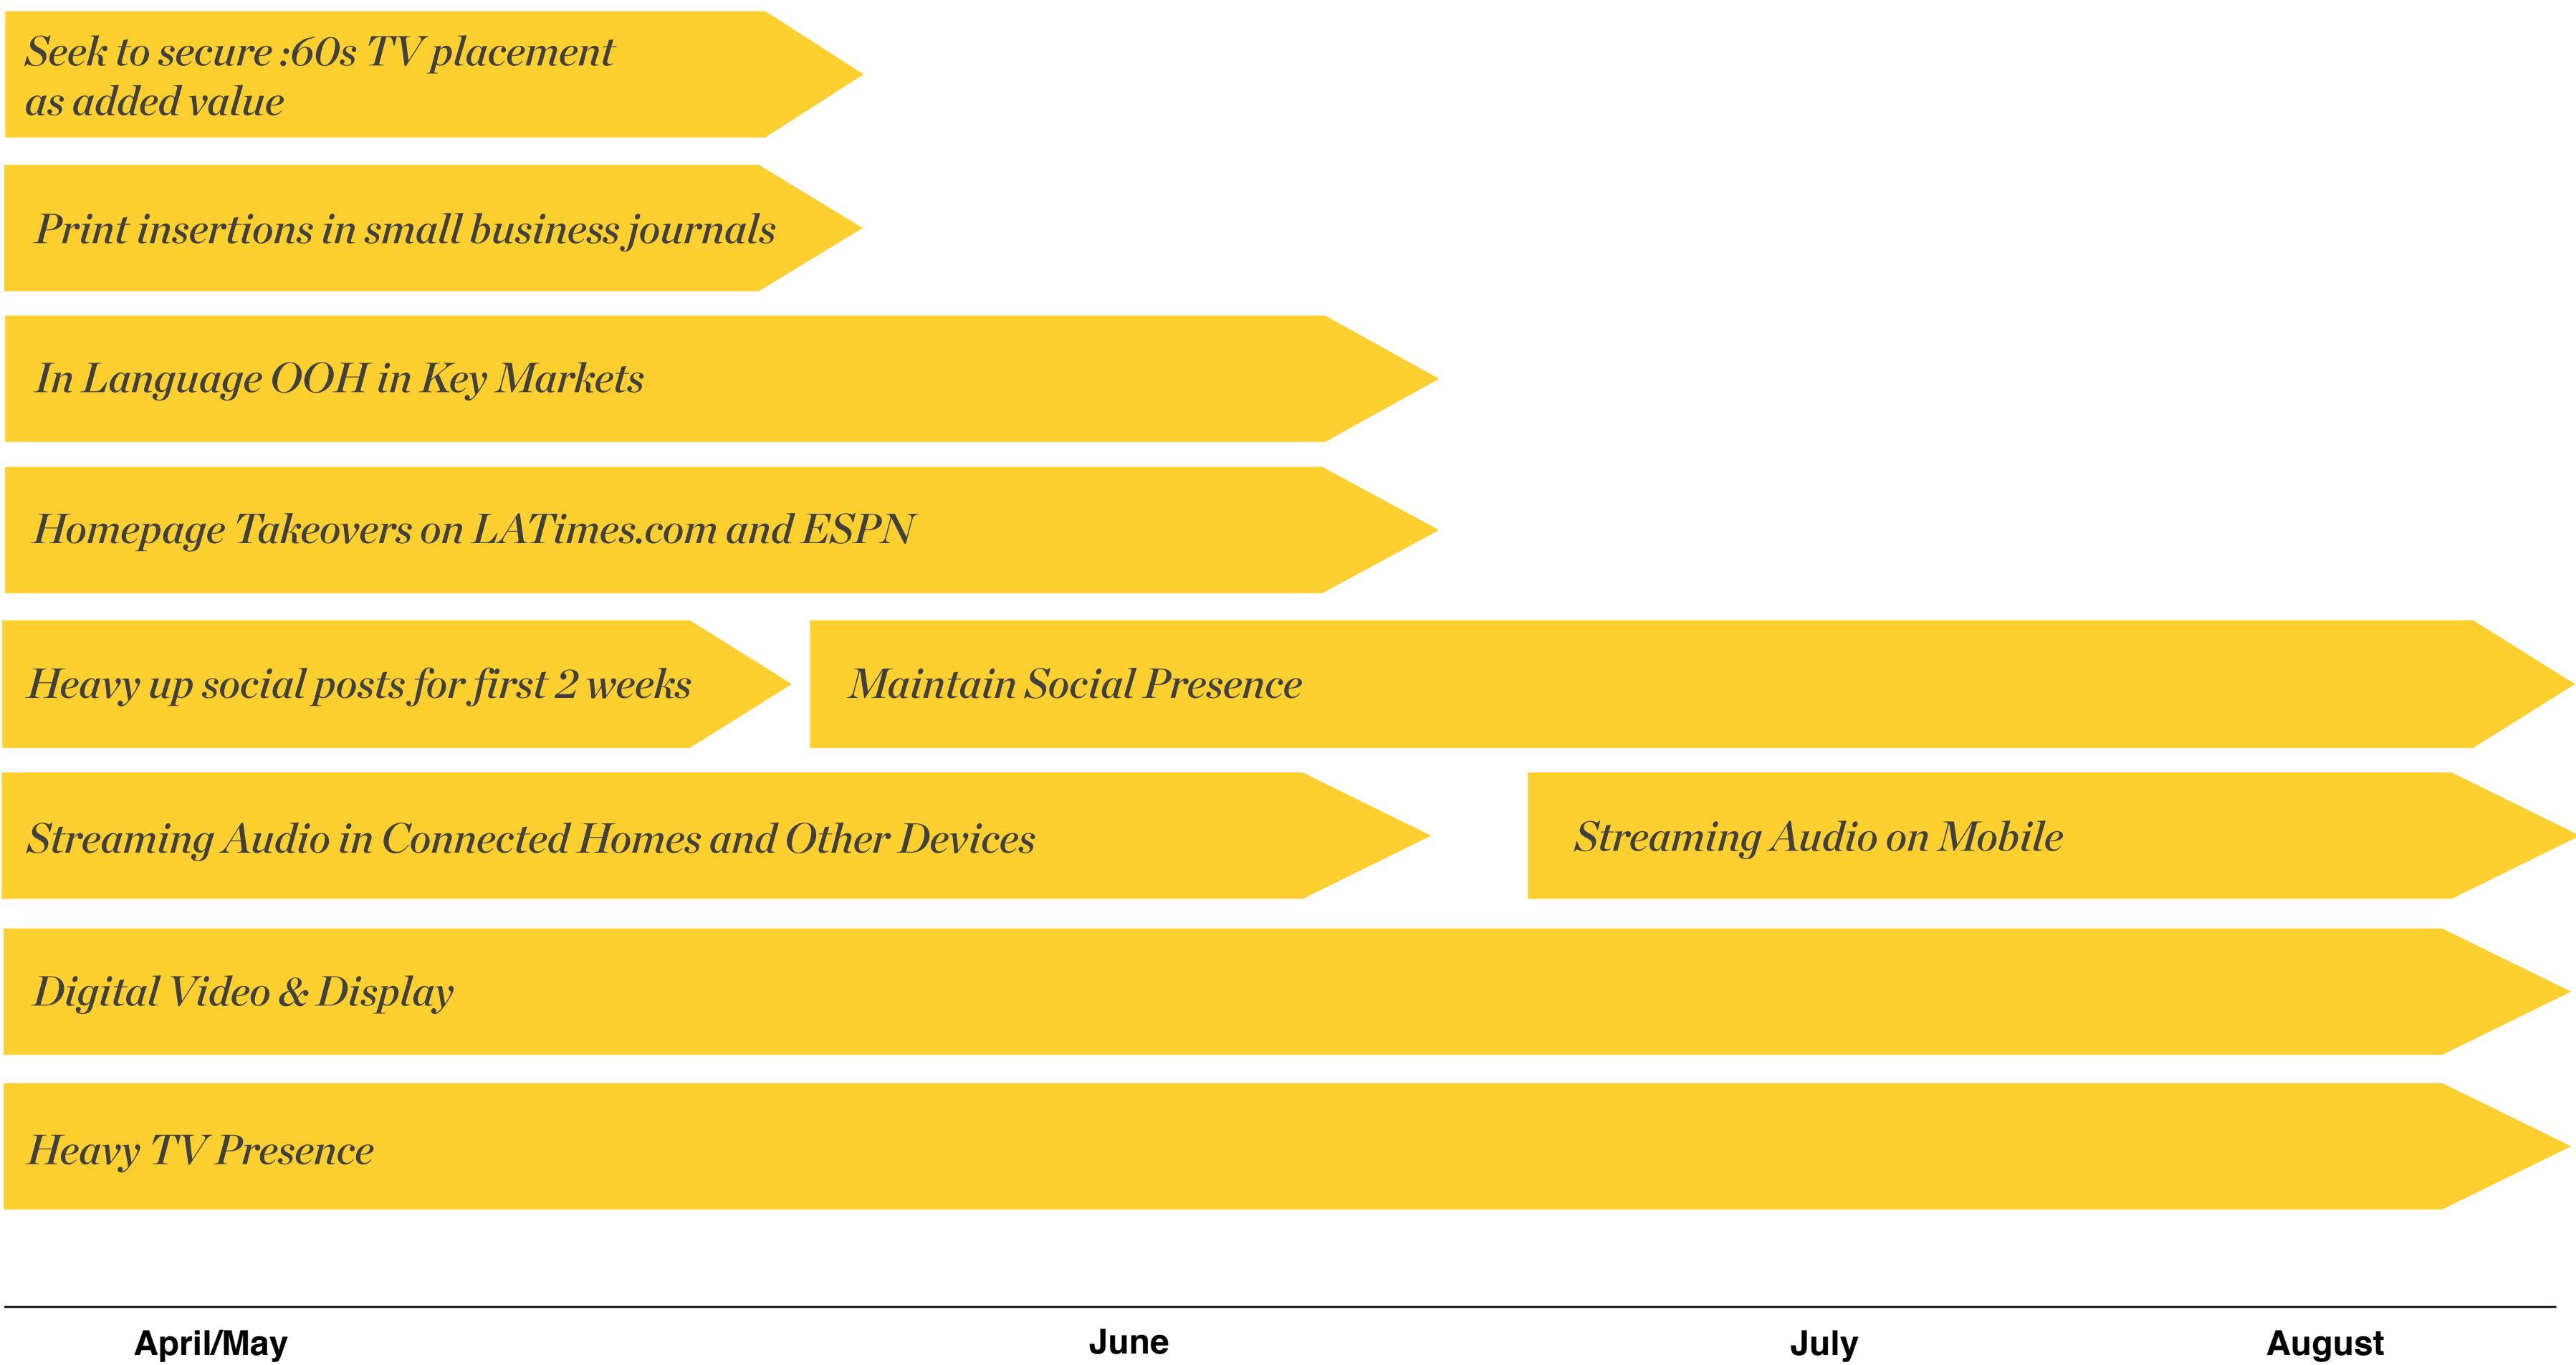 Seek to secure :60s TV placement
as added value
Print insertions in small business journals
In Language OOH in Key Markets
Homepage Takeovers on LATimes.com and ESPN
Heavy up social posts for first 2 weeks
Maintain Social Presence
Streaming Audio in Connected Homes and Other Devices
Streaming Audio on Mobile
Digital Video & Display
Heavy TV Presence
April/May
June
July
August